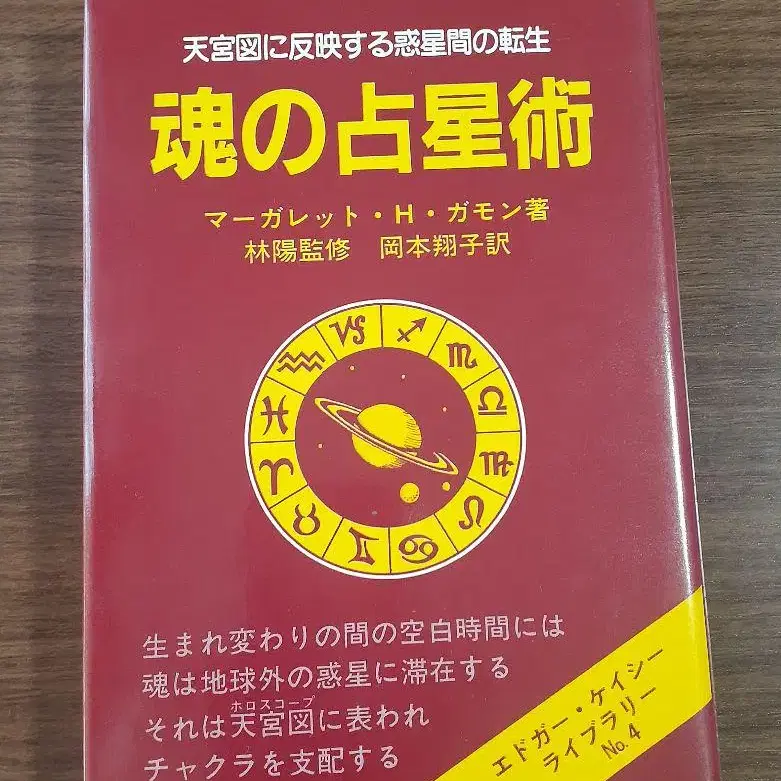 天宮図に反映する惑星間の転生
魂の占星術
マーガレット・H・ガモン著
林陽監修 岡本翔子訳
生まれ変わりの間の空白時間には
魂は地球外の惑星に滞在する
ホロスコープ
それは天宮図に表われ
チャクラを支配する
エドガー・ケイシー
ライブラリー
No.4